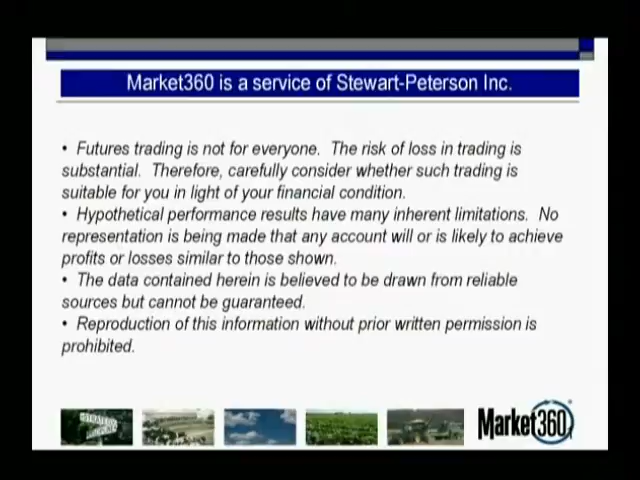 Market360 is a service of Stewart-Peterson Inc.
• Futures trading is not for everyone. The risk of loss in trading is
substantial. Therefore, carefully consider whether such trading is
suitable for you in light of your financial condition.
• Hypothetical performance results have many inherent limitations. No
representation is being made that any account will or is likely to achieve
profits or losses similar to those shown.
• The data contained herein is believed to be drawn from reliable
sources but cannot be guaranteed.
• Reproduction of this information without prior written permission is
prohibited.
STRATEGY
Market360